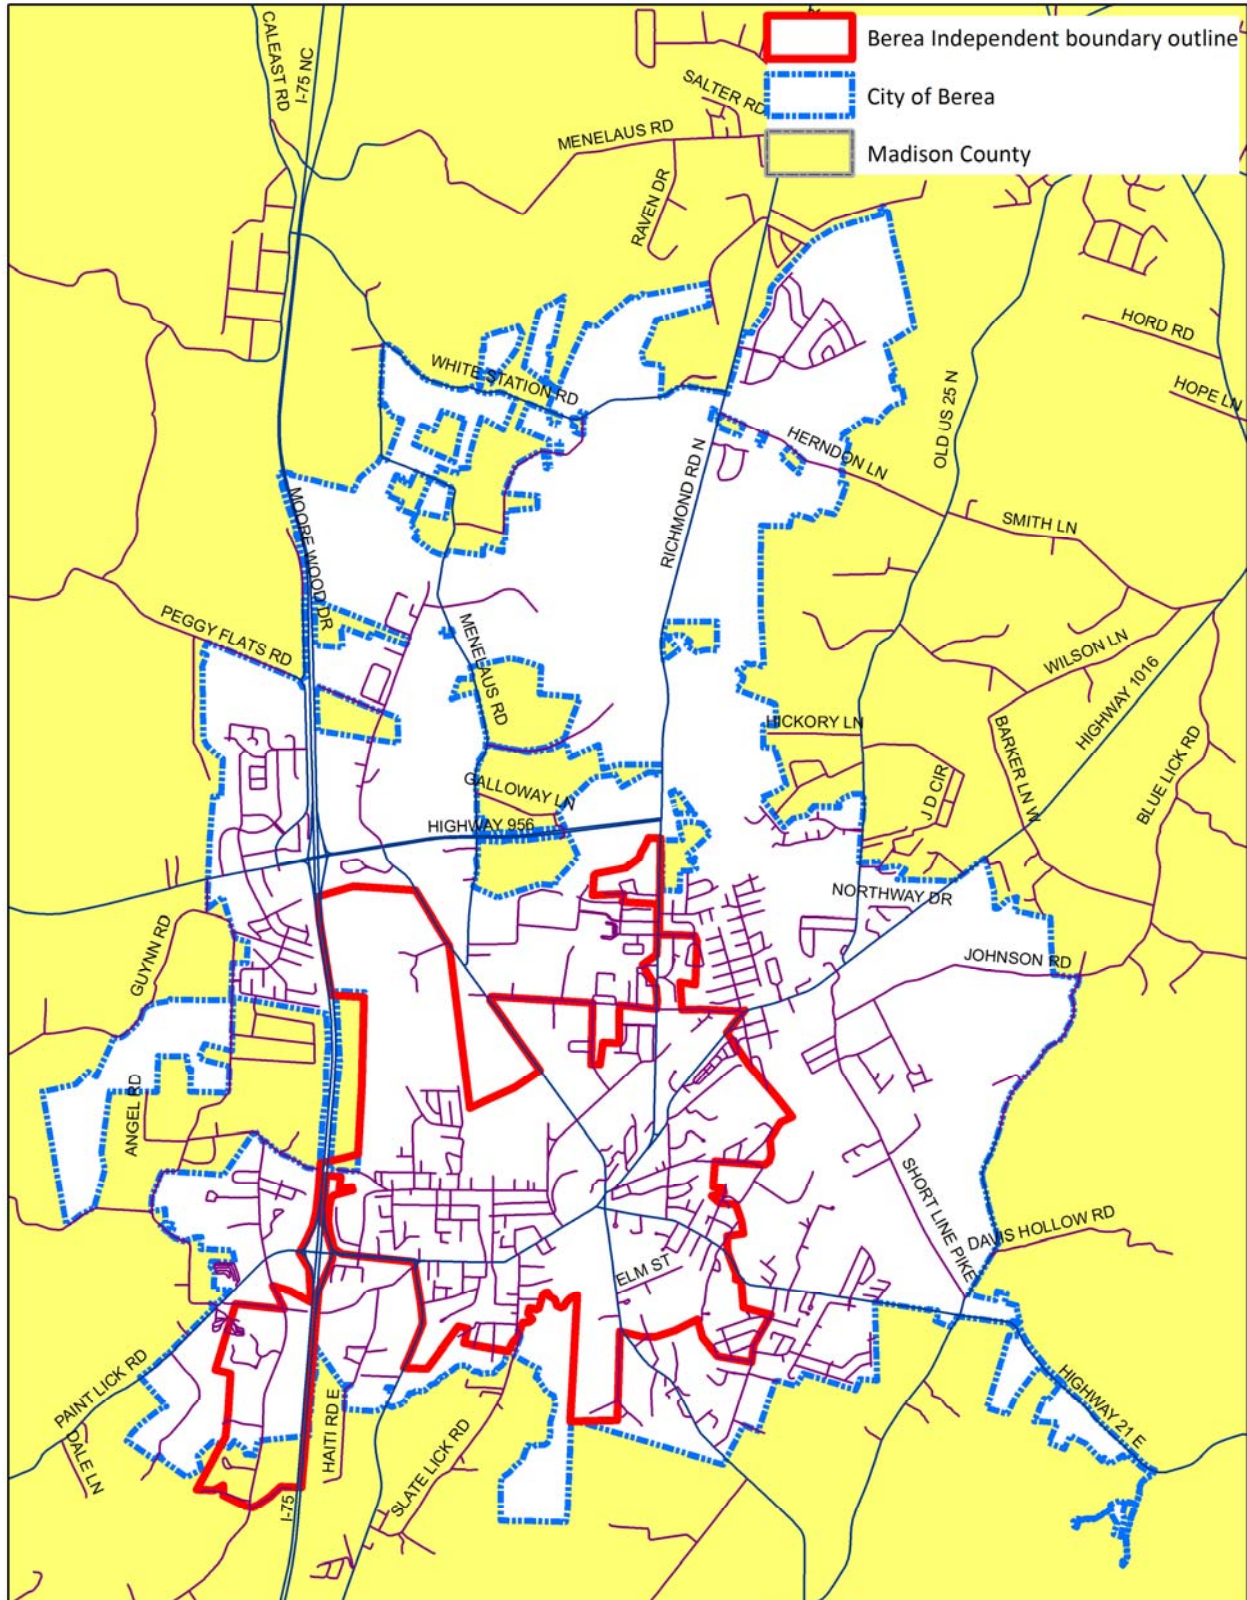 Berea Independent boundary outline
City of Berea
Madison County
CALEAST RD
I-75 NC
SALTER RD
MENELAUS RD
RAVEN DR
HORD RD
HOPE LN
WHITE STATION RD
OLD US 25 N
HERNDON LN
RICHMOND RD N
SMITH LN
MOORE WOOD DR
PEGGY FLATS RD
MENELAUS RD
WILSON LN
HIGHWAY 1016
HICKORY LN
BARKER LN W
BLUE LICK RD
J D CIR
GALLOWAY LN
HIGHWAY 956
NORTHWAY DR
GUYNN RD
JOHNSON RD
ANGEL RD
SHORT LINE PIKE
DAVIS HOLLOW RD
ELM ST
PAINT LICK RD
DALE LN
HAITI RD E
SLATE LICK RD
HIGHWAY 21 E
I-75